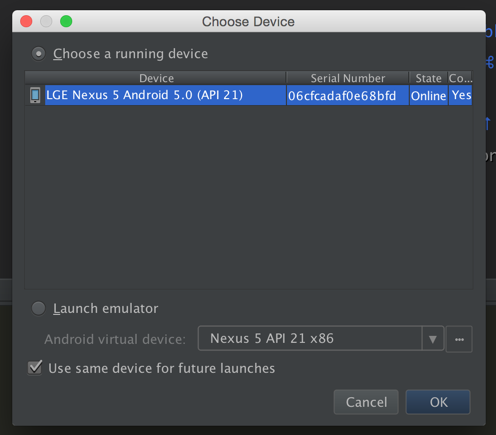 Choose Device
Choose a running device
Device Serial Number State Co...
LGE Nexus 5 Android 5.0 (API 21) 06cfcadaf0e68bfd Online Yes
Launch emulator
Android virtual device: Nexus 5 API 21 x86 ...
Use same device for future launches
Cancel OK